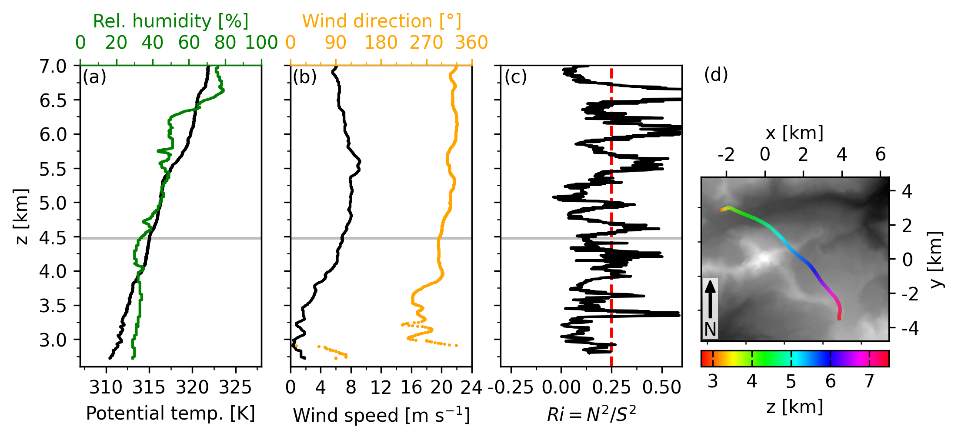 Rel. humidity [%]
0 20 40 60 80 100
Wind direction [°]
0 90 180 270 360
(a)
(b)
(c)
(d)
7.0
6.5
6.0
5.5
5.0
4.5
4.0
3.5
3.0
z [km]
310 315 320 325
Potential temp. [K]
0 4 8 12 16 20 24
Wind speed [m s⁻¹]
-0.25 0.00 0.25 0.50
Ri = N²/S²
x [km]
-2 0 2 4 6
4
2
0
-2
-4
y [km]
N
3 4 5 6 7
z [km]